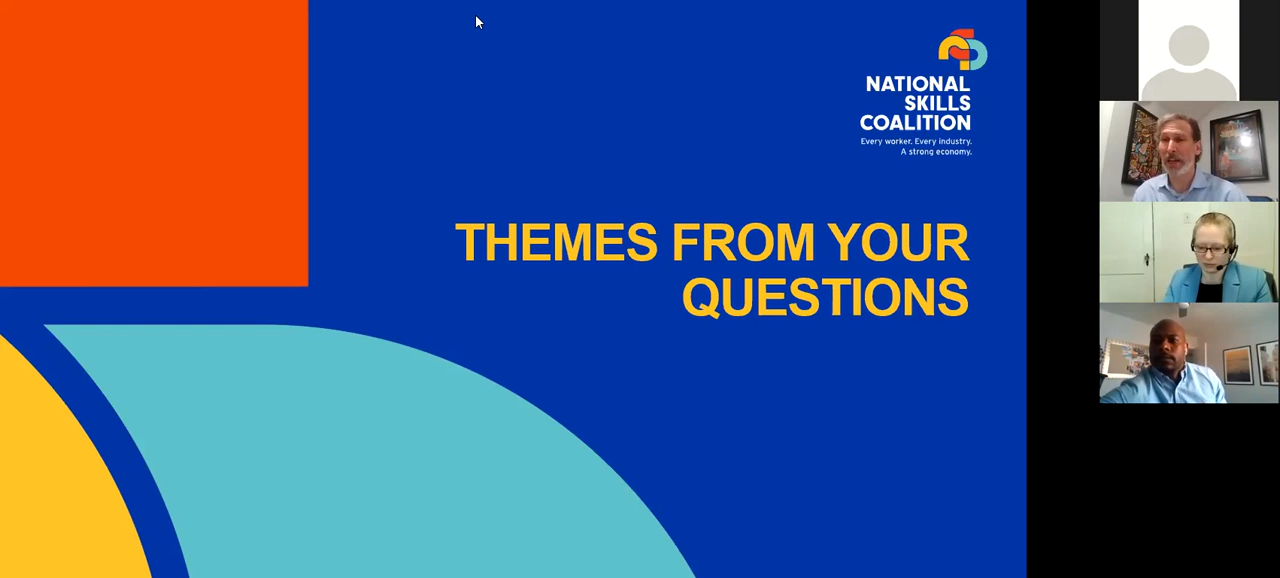 NATIONAL
SKILLS
COALITION
Every worker. Every industry.
A strong economy.
THEMES FROM YOUR
QUESTIONS